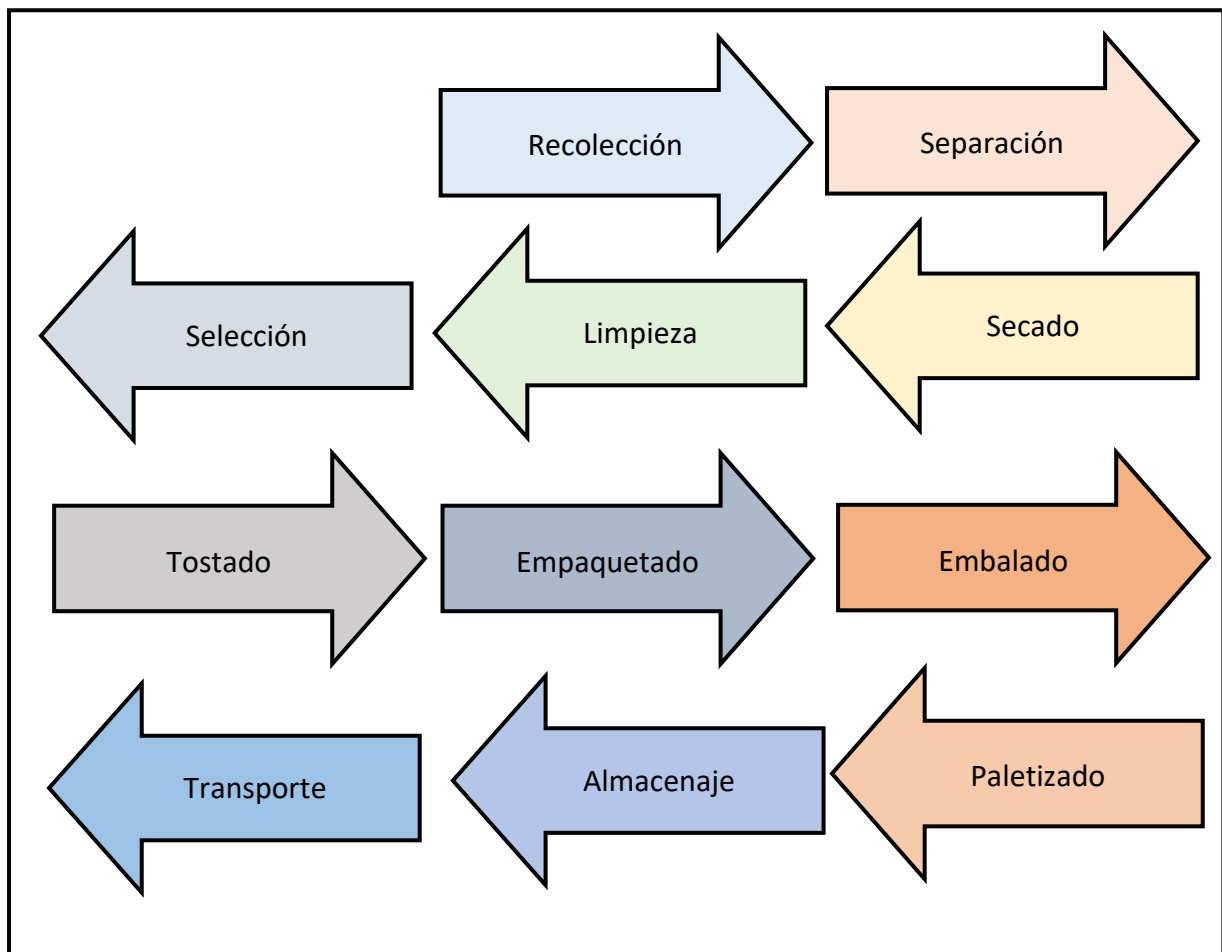 Recolección
Separación
Selección
Limpieza
Secado
Tostado
Empaquetado
Embalado
Transporte
Almacenaje
Paletizado